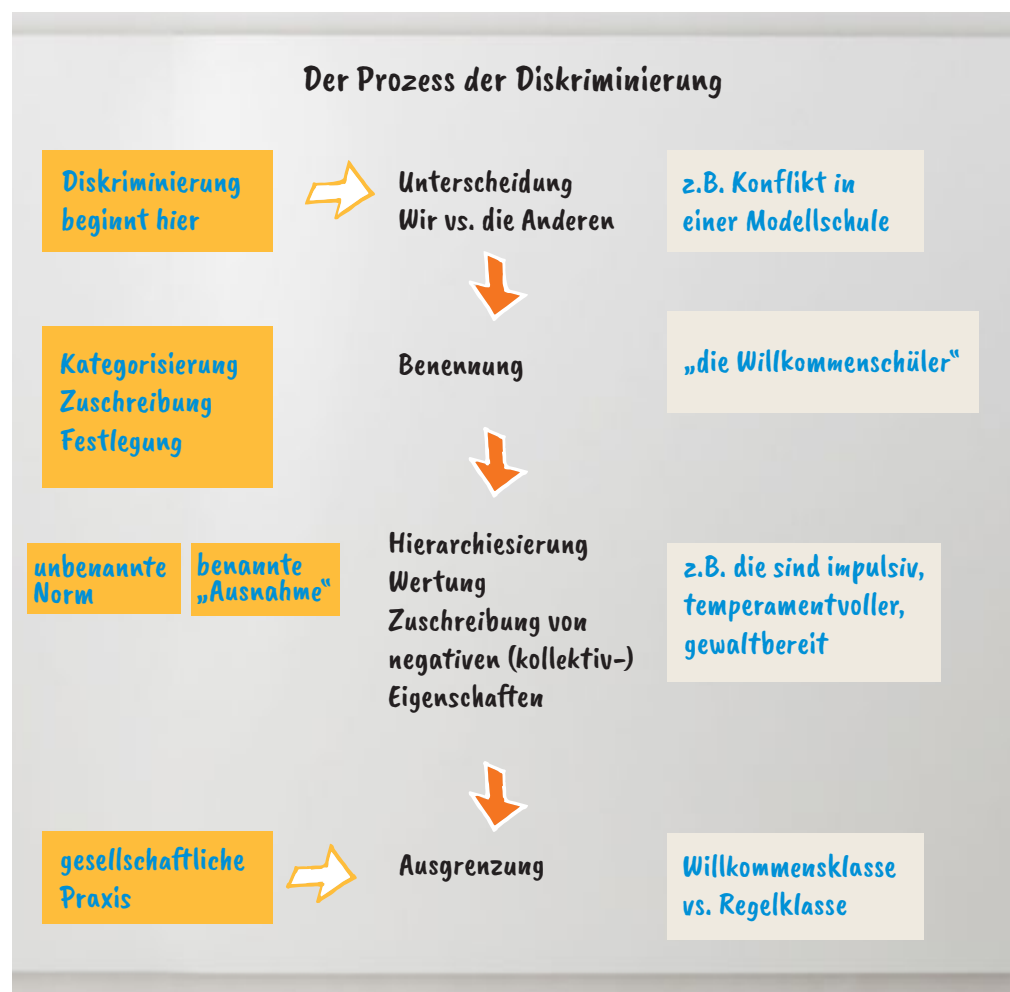 Der Prozess der Diskriminierung
Diskriminierung
beginnt hier
Unterscheidung
Wir vs. die Anderen
z.B. Konflikt in
einer Modellschule
Kategorisierung
Zuschreibung
Festlegung
Benennung
„die Willkommenschüler“
unbenannte
Norm
benannte
„Ausnahme“
Hierarchiesierung
Wertung
Zuschreibung von
negativen (kollektiv-)
Eigenschaften
z.B. die sind impulsiv,
temperamentvoller,
gewaltbereit
gesellschaftliche
Praxis
Ausgrenzung
Willkommensklasse
vs. Regelklasse